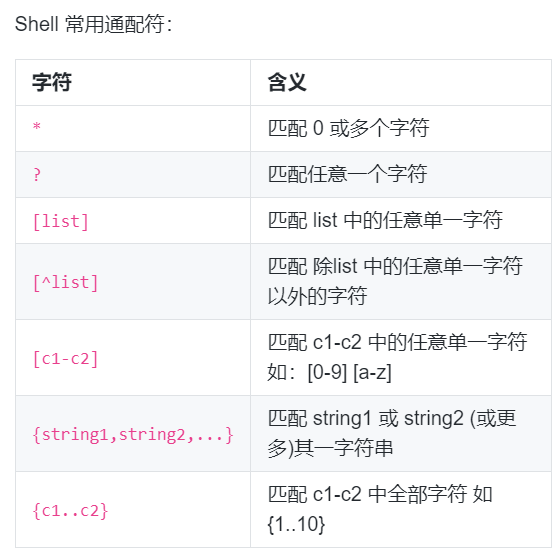 Shell 常用通配符：
字符 含义
* 匹配 0 或多个字符
? 匹配任意一个字符
[list] 匹配 list 中的任意单一字符
[^list] 匹配 除list 中的任意单一字符
以外的字符
[c1-c2] 匹配 c1-c2 中的任意单一字符
如：[0-9] [a-z]
{string1,string2,...} 匹配 string1 或 string2 (或更
多)其一字符串
{c1..c2} 匹配 c1-c2 中全部字符 如
{1..10}